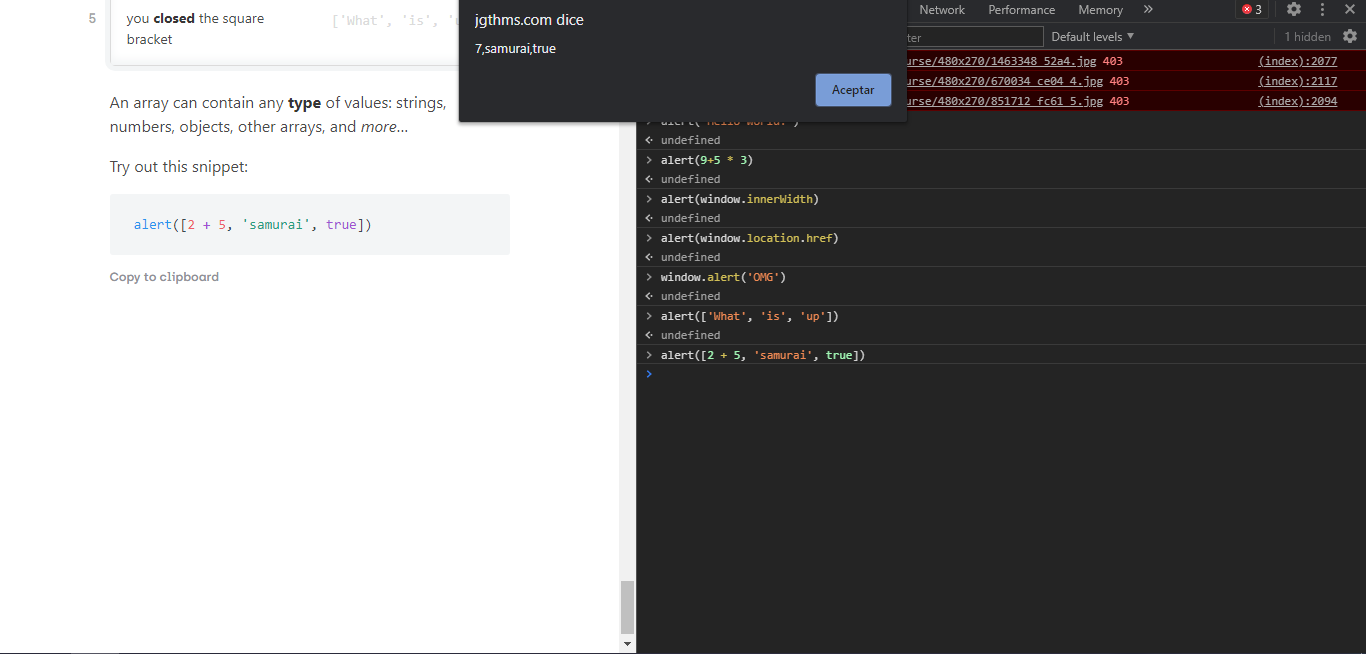 5
you closed the square
bracket
['What', 'is',
An array can contain any type of values: strings,
numbers, objects, other arrays, and more...
Try out this snippet:
alert([2 + 5, 'samurai', true])
Copy to clipboard
jgthms.com dice
7,samurai,true
Aceptar
Network Performance Memory » 3
Default levels ▼ 1 hidden
urse/480x270/1463348_52a4.jpg 403 (index):2077
urse/480x270/670034_ce04_4.jpg 403 (index):2117
urse/480x270/851712_fc61_5.jpg 403 (index):2094
undefined
> alert(9+5 * 3)
undefined
> alert(window.innerWidth)
undefined
> alert(window.location.href)
undefined
> window.alert('OMG')
undefined
> alert(['What', 'is', 'up'])
undefined
> alert([2 + 5, 'samurai', true])
>